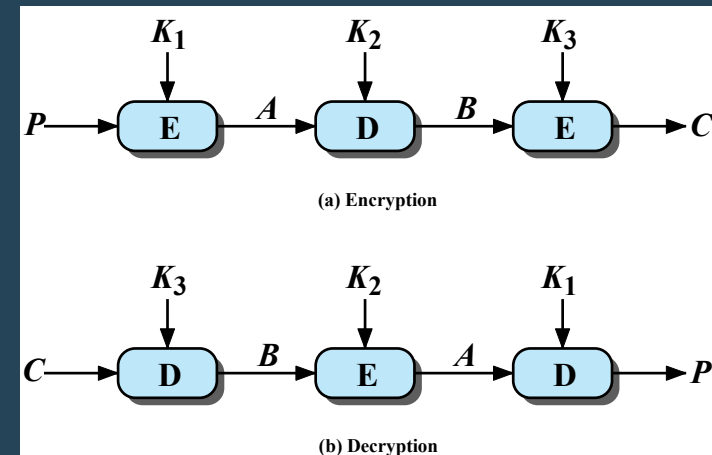 K1 K2 K3
P E A D B E C
(a) Encryption
K3 K2 K1
C D B E A D P
(b) Decryption